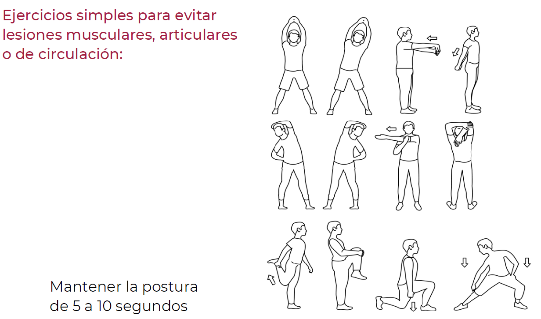 Ejercicios simples para evitar
lesiones musculares, articulares
o de circulación:
Mantener la postura
de 5 a 10 segundos